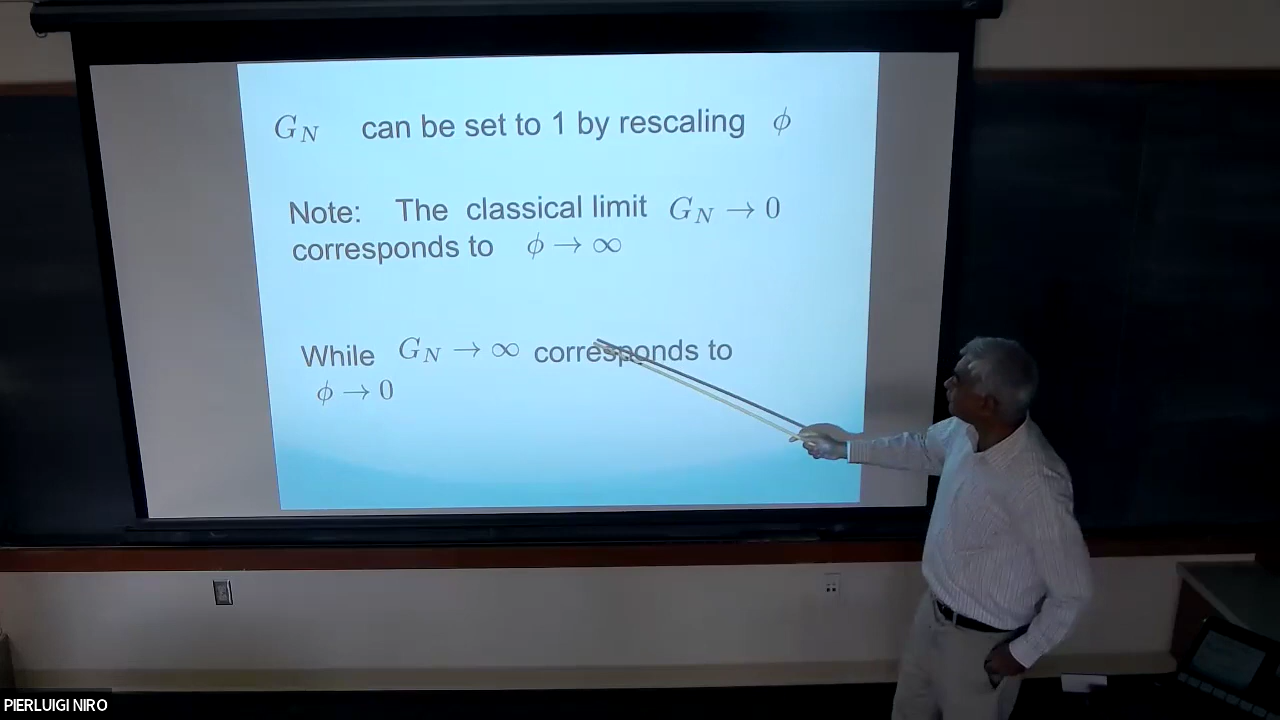 G_N can be set to 1 by rescaling ϕ
Note: The classical limit G_N → 0
corresponds to ϕ → ∞
While G_N → ∞ corresponds to
ϕ → 0
PIERLUIGI NIRO